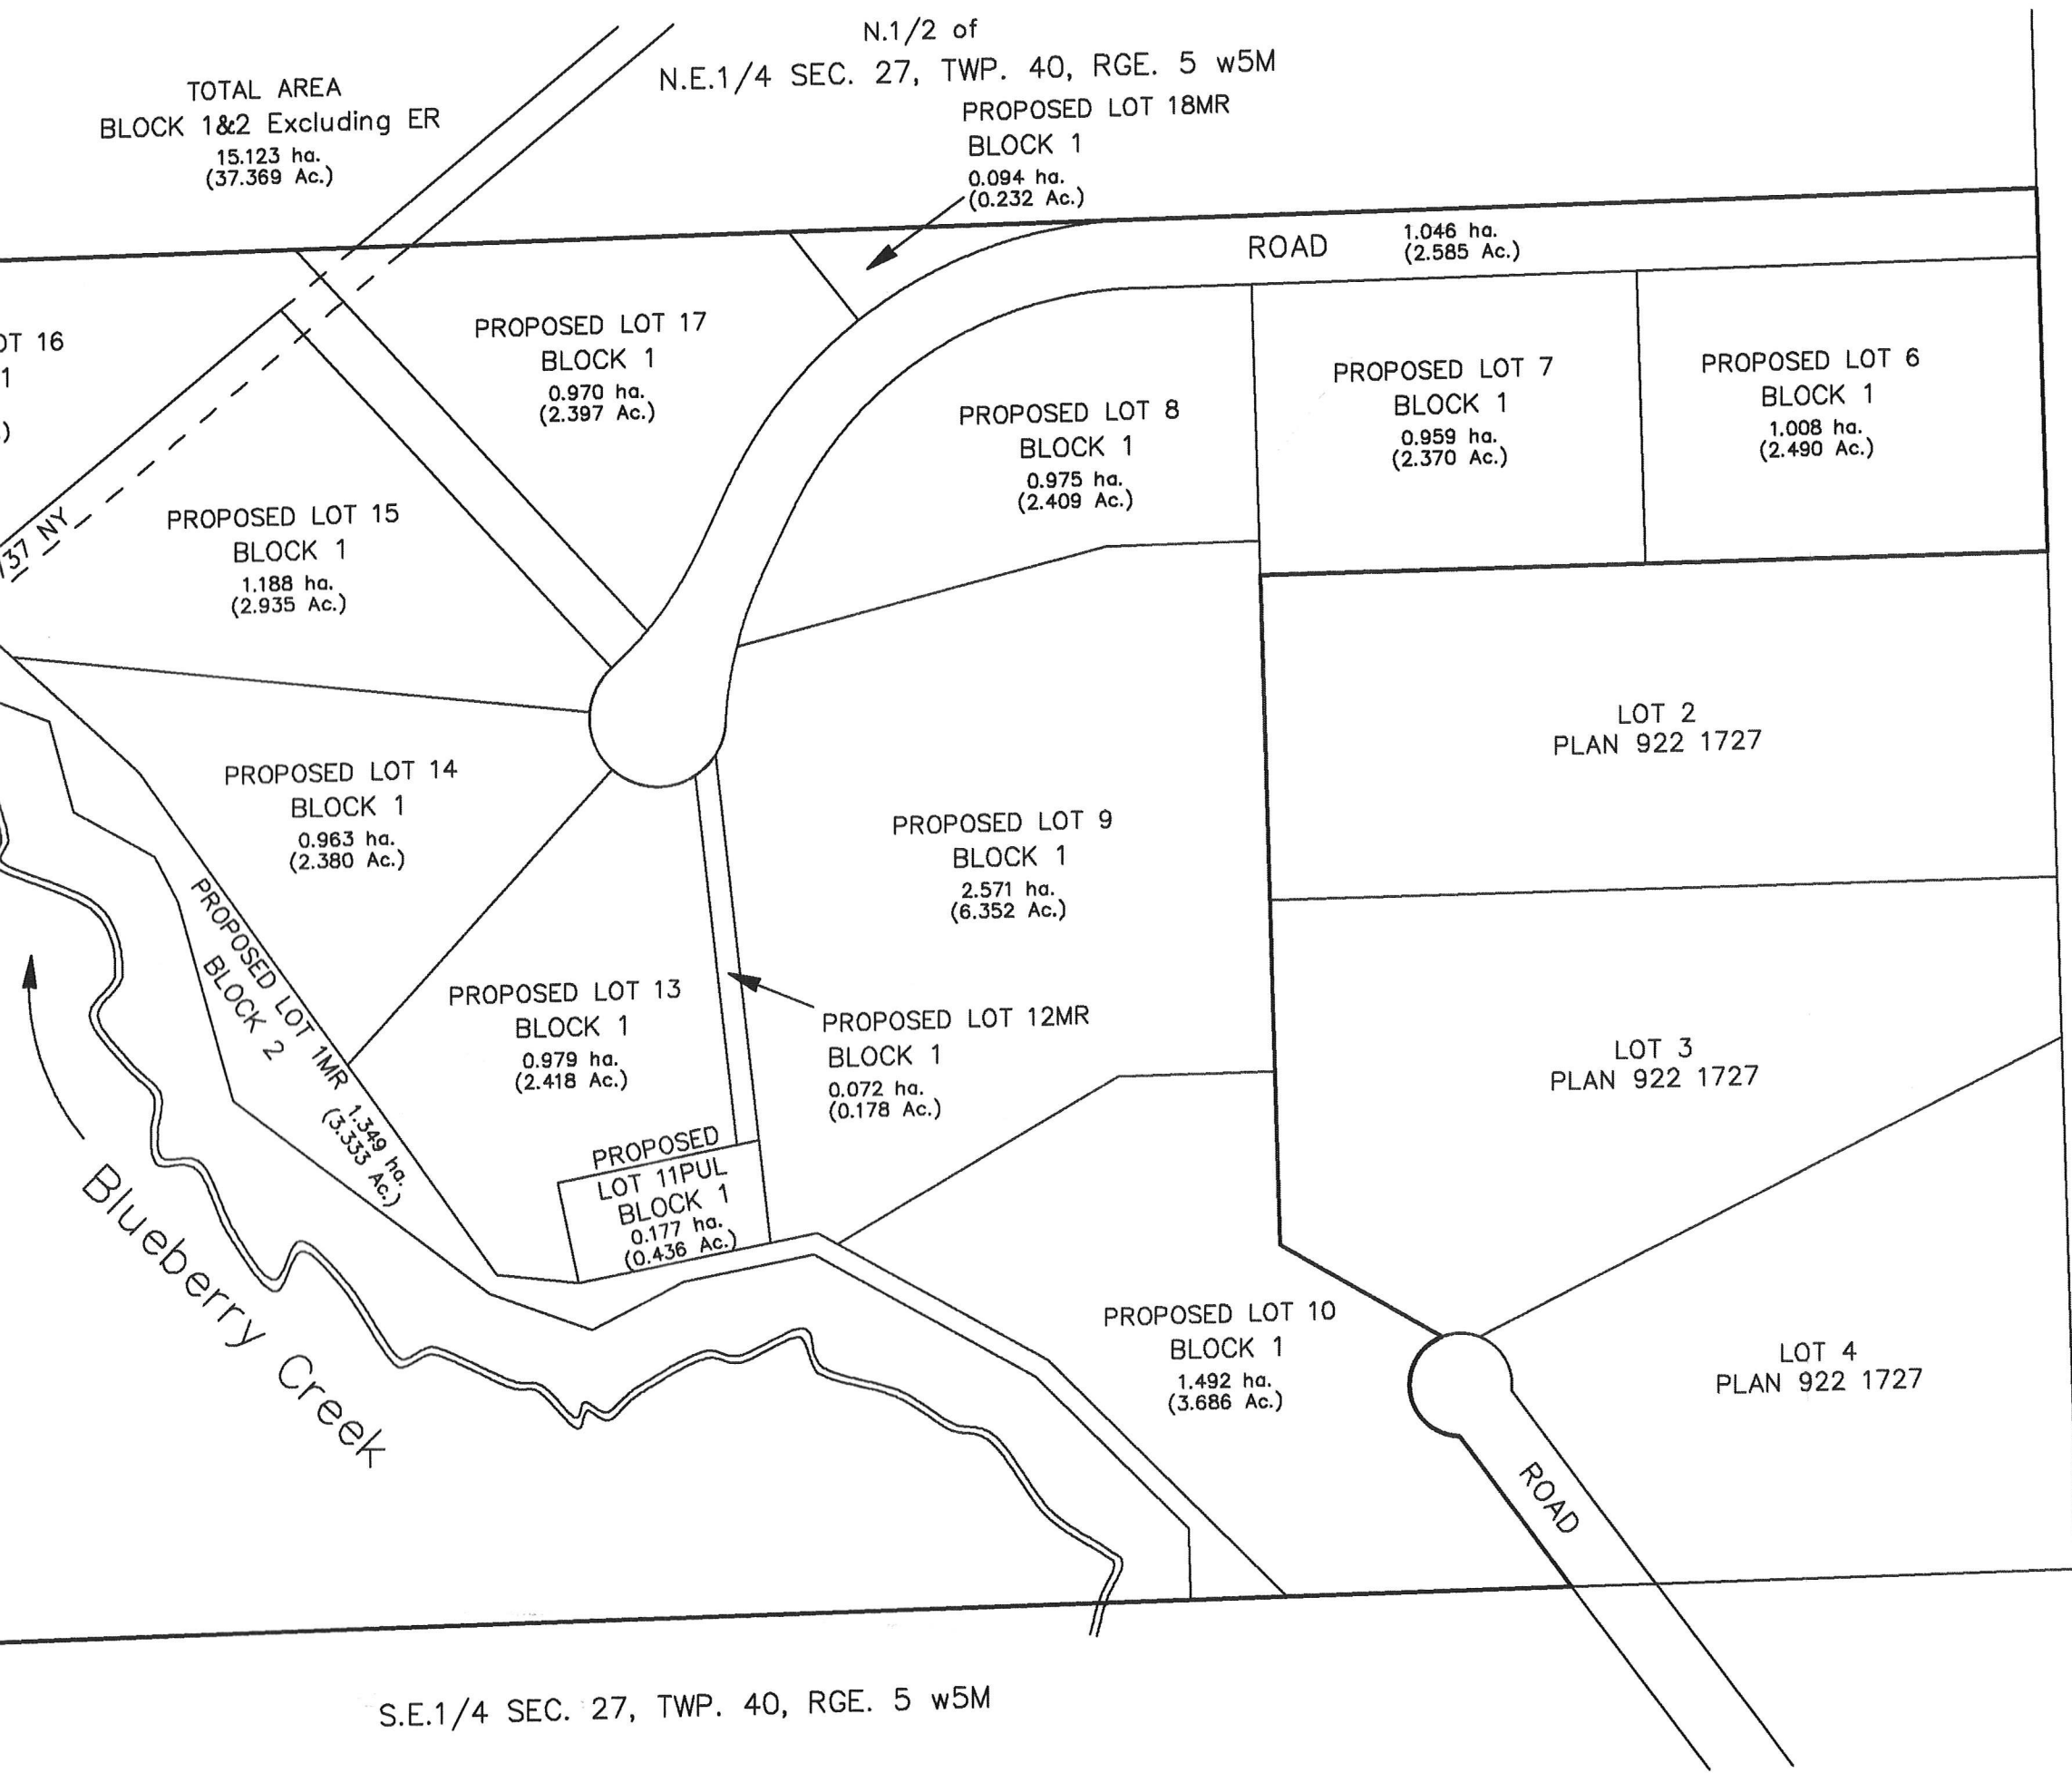 N.1/2 of
N.E.1/4 SEC. 27, TWP. 40, RGE. 5 w5M
TOTAL AREA
BLOCK 1&2 Excluding ER
15.123 ha.
(37.369 Ac.)
PROPOSED LOT 18MR
BLOCK 1
0.094 ha.
(0.232 Ac.)
ROAD
1.046 ha.
(2.585 Ac.)
OT 16
1
)
PROPOSED LOT 17
BLOCK 1
0.970 ha.
(2.397 Ac.)
PROPOSED LOT 8
BLOCK 1
0.975 ha.
(2.409 Ac.)
PROPOSED LOT 7
BLOCK 1
0.959 ha.
(2.370 Ac.)
PROPOSED LOT 6
BLOCK 1
1.008 ha.
(2.490 Ac.)
37 NY
PROPOSED LOT 15
BLOCK 1
1.188 ha.
(2.935 Ac.)
LOT 2
PLAN 922 1727
PROPOSED LOT 14
BLOCK 1
0.963 ha.
(2.380 Ac.)
PROPOSED LOT 9
BLOCK 1
2.571 ha.
(6.352 Ac.)
PROPOSED LOT 1MR
BLOCK 2
1.349 ha.
(3.333 Ac.)
PROPOSED LOT 13
BLOCK 1
0.979 ha.
(2.418 Ac.)
PROPOSED LOT 12MR
BLOCK 1
0.072 ha.
(0.178 Ac.)
LOT 3
PLAN 922 1727
PROPOSED
LOT 11PUL
BLOCK 1
0.177 ha.
(0.436 Ac.)
Blueberry Creek
PROPOSED LOT 10
BLOCK 1
1.492 ha.
(3.686 Ac.)
LOT 4
PLAN 922 1727
ROAD
S.E.1/4 SEC. 27, TWP. 40, RGE. 5 w5M